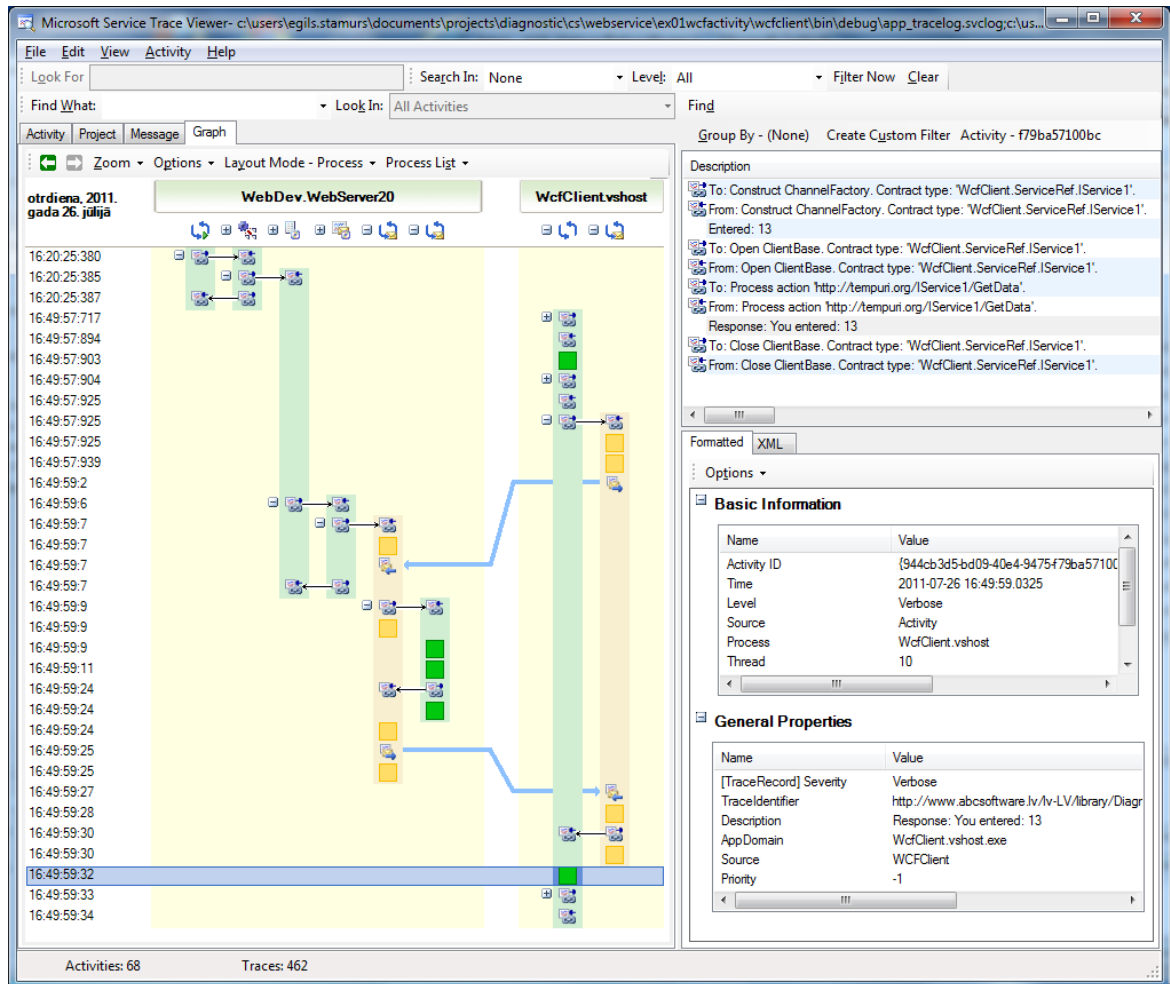 Microsoft Service Trace Viewer- c:\users\egils.stamurs\documents\projects\diagnostic\cs\webservice\ex01wcfactivity\wcfclient\bin\debug\app_tracelog.svclog;c:\us...
File Edit View Activity Help
Look For Search In: None Level: All Filter Now Clear
Find What: Look In: All Activities Find
Activity Project Message Graph
Group By - (None) Create Custom Filter Activity - f79ba57100bc
Zoom Options Layout Mode - Process Process List
otrdiena, 2011.
gada 26. jūlijā
WebDev.WebServer20
WcfClient.vshost
16:20:25:380
16:20:25:385
16:20:25:387
16:49:57:717
16:49:57:894
16:49:57:903
16:49:57:904
16:49:57:925
16:49:57:925
16:49:57:925
16:49:57:939
16:49:59:2
16:49:59:6
16:49:59:7
16:49:59:7
16:49:59:7
16:49:59:7
16:49:59:9
16:49:59:9
16:49:59:9
16:49:59:11
16:49:59:24
16:49:59:24
16:49:59:24
16:49:59:25
16:49:59:25
16:49:59:27
16:49:59:28
16:49:59:30
16:49:59:30
16:49:59:32
16:49:59:33
16:49:59:34
Description
To: Construct ChannelFactory. Contract type: 'WcfClient.ServiceRef.IService1'.
From: Construct ChannelFactory. Contract type: 'WcfClient.ServiceRef.IService1'.
Entered: 13
To: Open ClientBase. Contract type: 'WcfClient.ServiceRef.IService1'.
From: Open ClientBase. Contract type: 'WcfClient.ServiceRef.IService1'.
To: Process action 'http://tempuri.org/IService1/GetData'.
From: Process action 'http://tempuri.org/IService1/GetData'.
Response: You entered: 13
To: Close ClientBase. Contract type: 'WcfClient.ServiceRef.IService1'.
From: Close ClientBase. Contract type: 'WcfClient.ServiceRef.IService1'.
Formatted XML
Options
Basic Information
Name Value
Activity ID {944cb3d5-bd09-40e4-9475-f79ba5710
Time 2011-07-26 16:49:59.0325
Level Verbose
Source Activity
Process WcfClient.vshost
Thread 10
General Properties
Name Value
[TraceRecord] Severity Verbose
TraceIdentifier http://www.abcsoftware.lv/lv-LV/library/Diagr
Description Response: You entered: 13
AppDomain WcfClient.vshost.exe
Source WCFClient
Priority -1
Activities: 68 Traces: 462